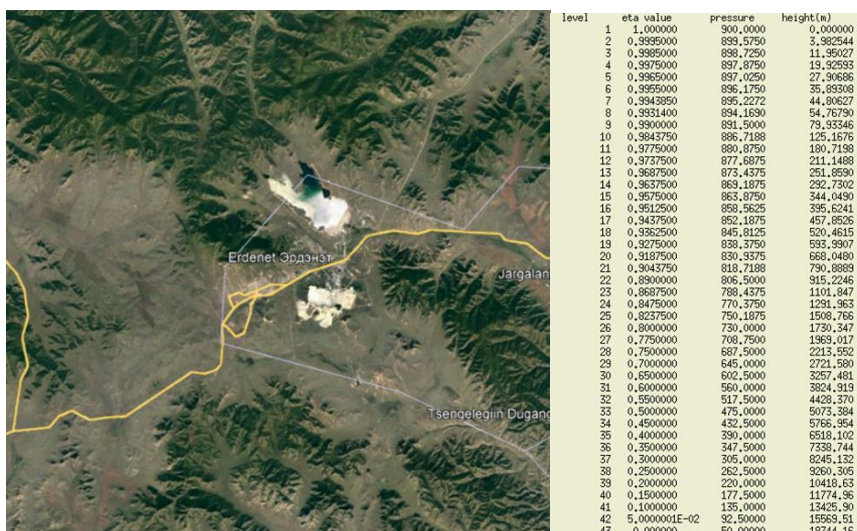 Erdenet Эрдэнэт
Jargalan
Tsengelegiin Dugang
level eta value pressure height(m)
1 1.000000 900.0000 0.000000
2 0.9995000 899.5750 3.982544
3 0.9985000 898.7250 11.95027
4 0.9975000 897.8750 19.92593
5 0.9965000 897.0250 27.90686
6 0.9955000 896.1750 35.89308
7 0.9943850 895.2272 44.80627
8 0.9931400 894.1690 54.76790
9 0.9900000 891.5000 79.93346
10 0.9843750 886.7188 125.1676
11 0.9775000 880.8750 180.7198
12 0.9737500 877.6875 211.1488
13 0.9687500 873.4375 251.8590
14 0.9637500 869.1875 292.7302
15 0.9575000 863.8750 344.0490
16 0.9512500 858.5625 395.6241
17 0.9437500 852.1875 457.8526
18 0.9362500 845.8125 520.4615
19 0.9275000 838.3750 593.9907
20 0.9187500 830.9375 668.0480
21 0.9043750 818.7188 790.8889
22 0.8900000 806.5000 915.2246
23 0.8687500 788.4375 1101.847
24 0.8475000 770.3750 1291.963
25 0.8237500 750.1875 1508.766
26 0.8000000 730.0000 1730.347
27 0.7750000 708.7500 1969.017
28 0.7500000 687.5000 2213.552
29 0.7000000 645.0000 2721.580
30 0.6500000 602.5000 3257.481
31 0.6000000 560.0000 3824.919
32 0.5500000 517.5000 4428.370
33 0.5000000 475.0000 5073.384
34 0.4500000 432.5000 5766.954
35 0.4000000 390.0000 6518.102
36 0.3500000 347.5000 7338.744
37 0.3000000 305.0000 8245.132
38 0.2500000 262.5000 9260.305
39 0.2000000 220.0000 10418.63
40 0.1500000 177.5000 11774.96
41 0.1000000 135.0000 13425.90
42 5.0000001E-02 92.50000 15569.51
43 0.000000 50.00000 18744.16